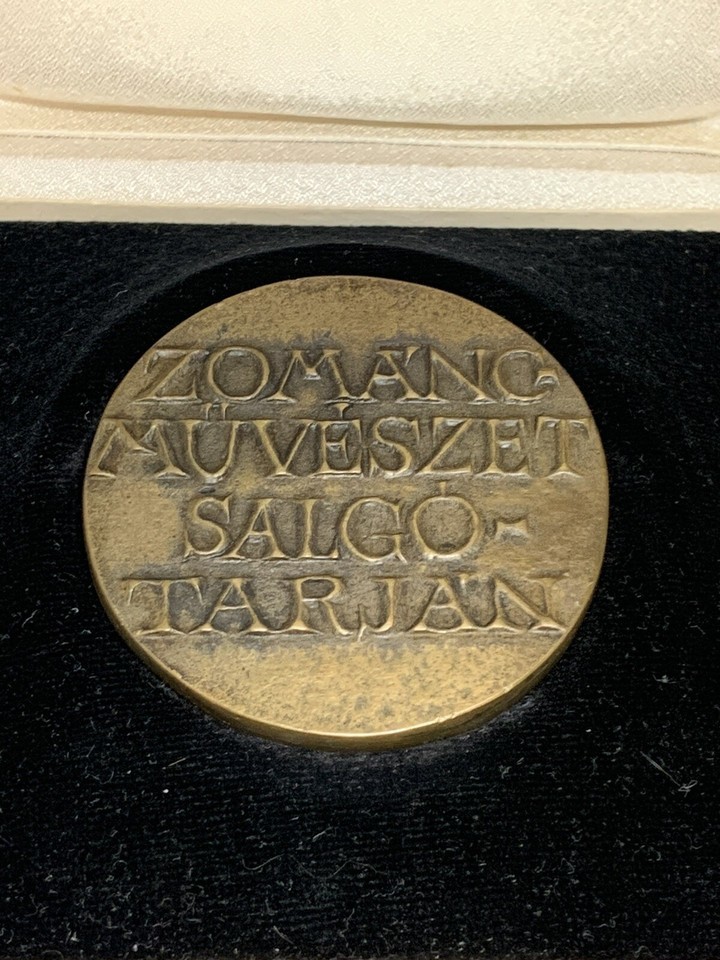 ZOMÁNC-
MŰVÉSZET
SALGÓ-
TARJÁN